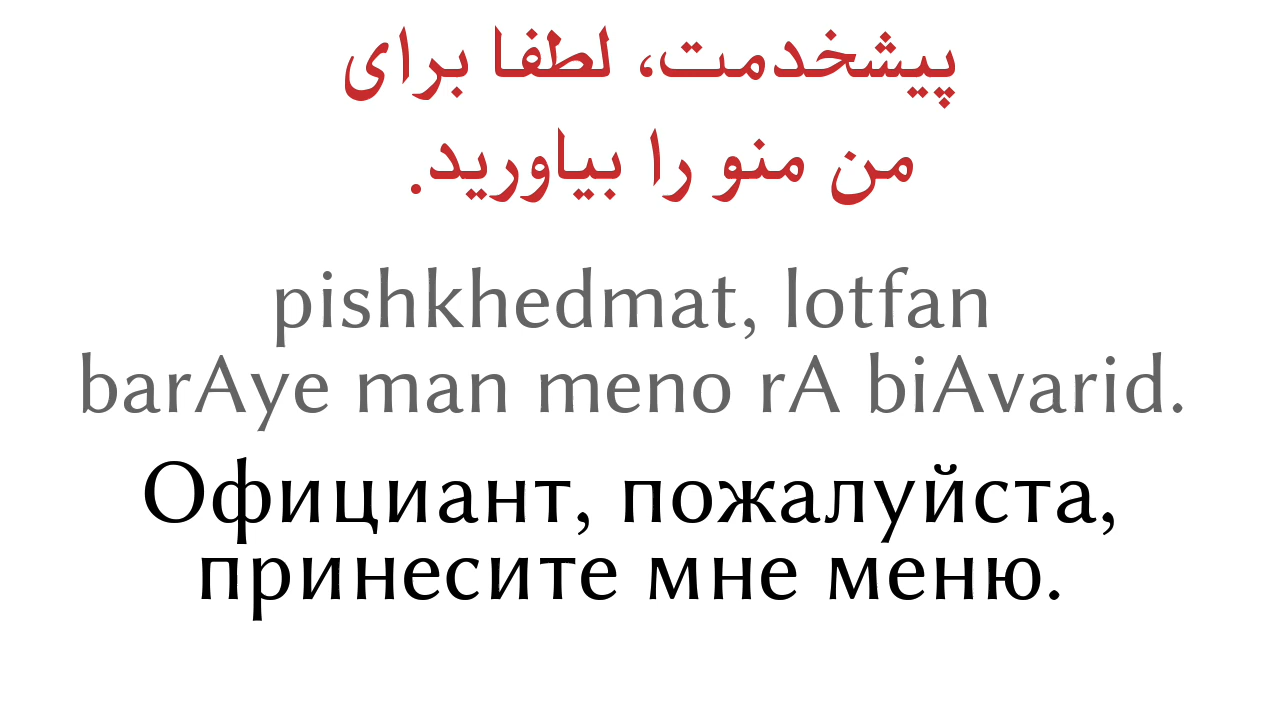 پیشخدمت، لطفا برای
من منو را بیاورید.
pishkhedmat, lotfan
barAye man meno rA biAvarid.
Официант, пожалуйста,
принесите мне меню.